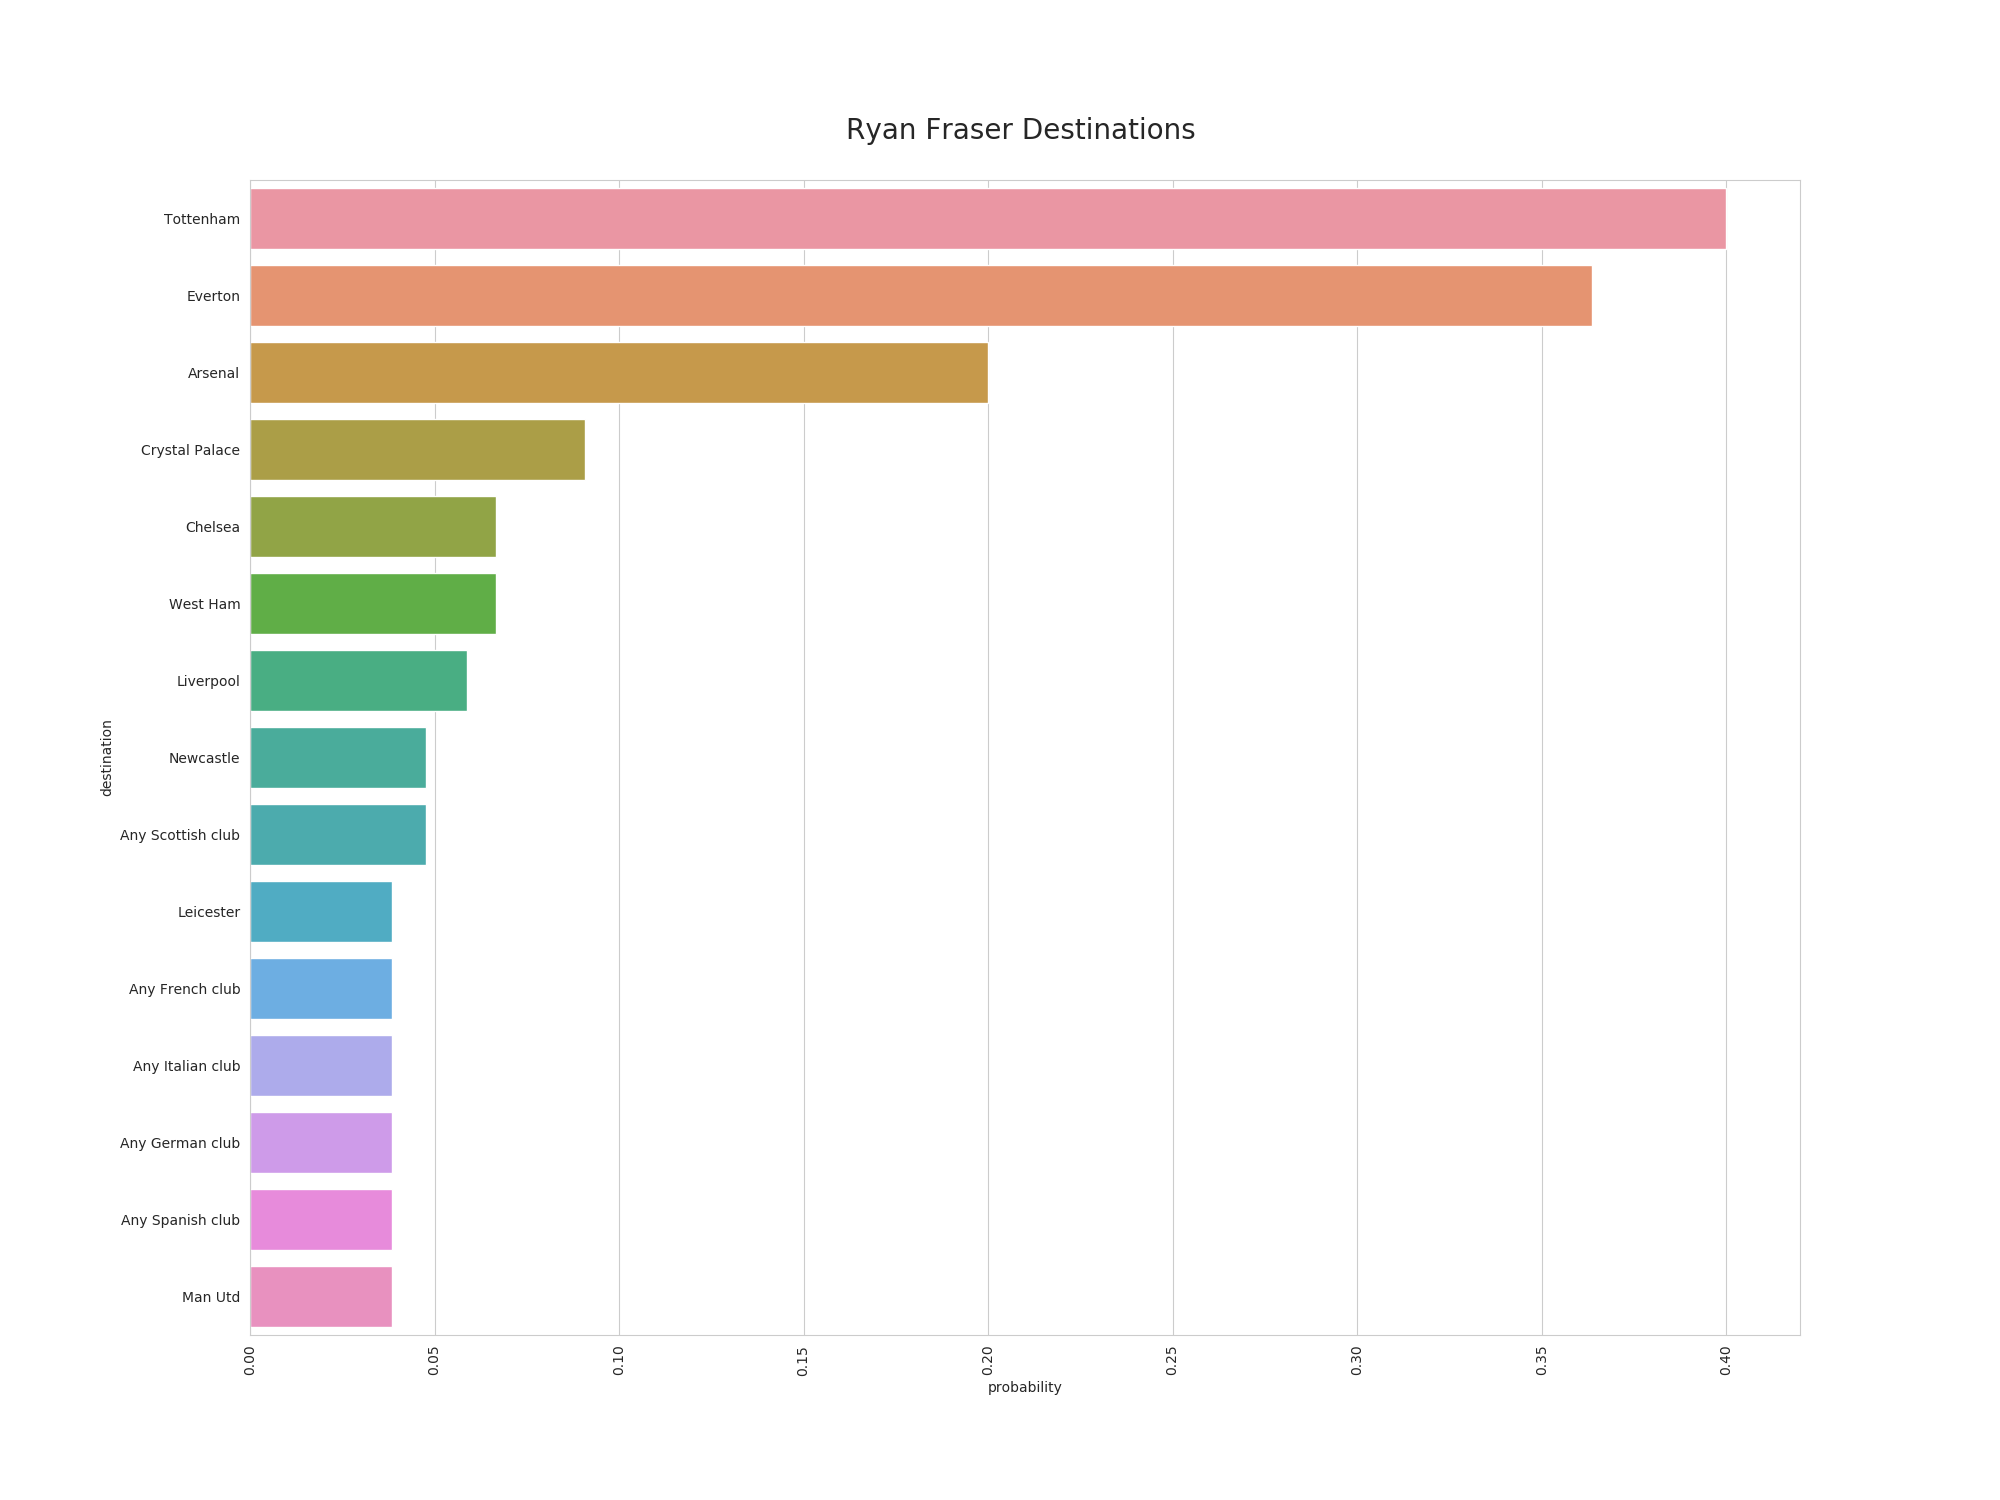 Ryan Fraser Destinations
Tottenham
Everton
Arsenal
Crystal Palace
Chelsea
West Ham
Liverpool
Newcastle
Any Scottish club
Leicester
Any French club
Any Italian club
Any German club
Any Spanish club
Man Utd
destination
0.00 0.05 0.10 0.15 0.20 0.25 0.30 0.35 0.40
probability